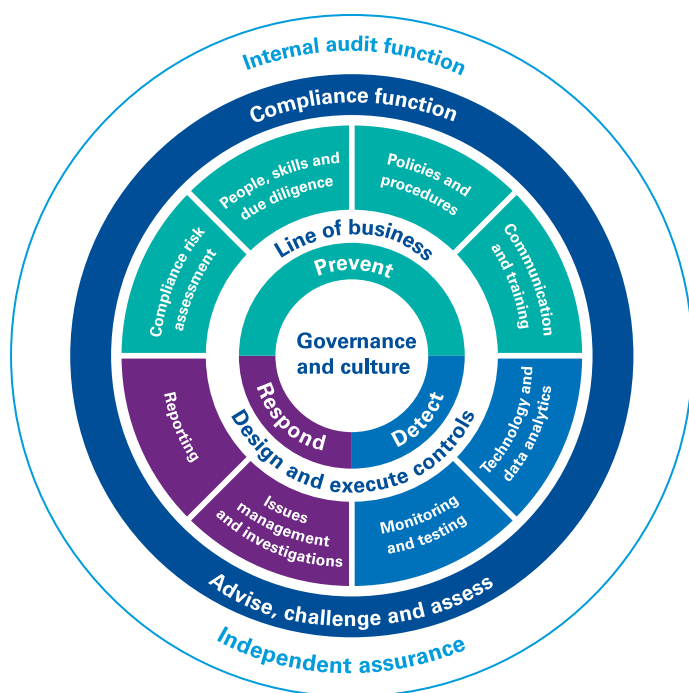 Internal audit function
Compliance function
People, skills and
due diligence
Policies and
procedures
Compliance risk
assessment
Communication
and training
Line of business
Prevent
Governance
and culture
Respond
Detect
Design and execute controls
Reporting
Technology and
data analytics
Issues
management
and investigations
Monitoring
and testing
Advise, challenge and assess
Independent assurance